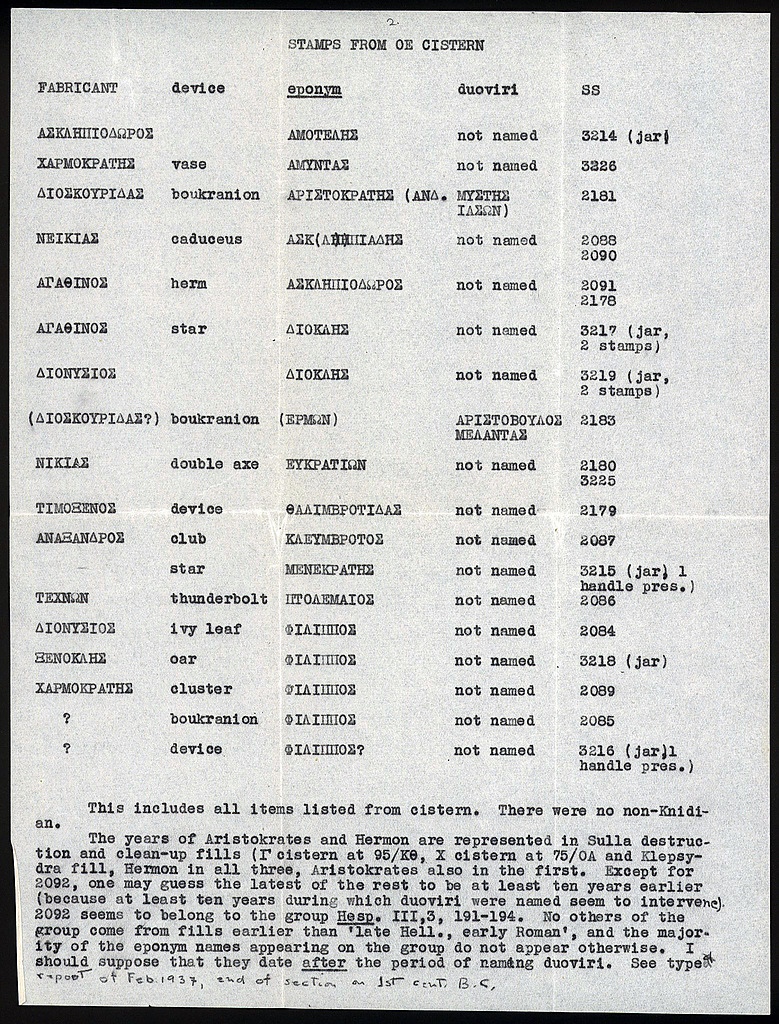 2.
STAMPS FROM OE CISTERN
FABRICANT device eponym duoviri SS
ΑΣΚΛΗΠΙΟΔΩΡΟΣ ΑΜΟΤΕΛΗΣ not named 3214 (jar)
ΧΑΡΜΟΚΡΑΤΗΣ vase ΑΜΥΝΤΑΣ not named 3226
ΔΙΟΣΚΟΥΡΙΔΑΣ boukranion ΑΡΙΣΤΟΚΡΑΤΗΣ (ΑΝΔ. ΜΥΣΤΗΣ 2181
ΙΑΣΩΝ)
ΝΕΙΚΙΑΣ caduceus ΑΣΚ(ΛΗΠΙΑΔΗΣ not named 2088
2090
ΑΓΑΘΙΝΟΣ herm ΑΣΚΛΗΠΙΟΔΩΡΟΣ not named 2091
2178
ΑΓΑΘΙΝΟΣ star ΔΙΟΚΛΗΣ not named 3217 (jar,
2 stamps)
ΔΙΟΝΥΣΙΟΣ ΔΙΟΚΛΗΣ not named 3219 (jar,
2 stamps)
(ΔΙΟΣΚΟΥΡΙΔΑΣ?) boukranion (ΕΡΜΩΝ) ΑΡΙΣΤΟΒΟΥΛΟΣ 2183
ΜΕΛΑΝΤΑΣ
ΝΙΚΙΑΣ double axe ΕΥΚΡΑΤΙΩΝ not named 2180
3225
ΤΙΜΟΞΕΝΟΣ device ΘΑΛΙΜΒΡΟΤΙΔΑΣ not named 2179
ΑΝΑΞΑΝΔΡΟΣ club ΚΛΕΥΜΒΡΟΤΟΣ not named 2087
star ΜΕΝΕΚΡΑΤΗΣ not named 3215 (jar, 1
handle pres.)
ΤΕΧΝΩΝ thunderbolt ΠΤΟΛΕΜΑΙΟΣ not named 2086
ΔΙΟΝΥΣΙΟΣ ivy leaf ΦΙΛΙΠΠΟΣ not named 2084
ΞΕΝΟΚΛΗΣ oar ΦΙΛΙΠΠΟΣ not named 3218 (jar)
ΧΑΡΜΟΚΡΑΤΗΣ cluster ΦΙΛΙΠΠΟΣ not named 2089
? boukranion ΦΙΛΙΠΠΟΣ not named 2085
? device ΦΙΛΙΠΠΟΣ? not named 3216 (jar,1
handle pres.)
This includes all items listed from cistern. There were no non-Knidi-
an.
The years of Aristokrates and Hermon are represented in Sulla destruc-
tion and clean-up fills (Γ cistern at 95/ΚΘ, X cistern at 75/ΟΑ and Klepsy-
dra fill, Hermon in all three, Aristokrates also in the first. Except for
2092, one may guess the latest of the rest to be at least ten years earlier
(because at least ten years during which duoviri were named seem to intervene).
2092 seems to belong to the group Hesp. III,3, 191-194. No others of the
group come from fills earlier than 'late Hell., early Roman', and the major-
ity of the eponym names appearing on the group do not appear otherwise. I
should suppose that they date after the period of naming duoviri. See typed
report of Feb.1937, end of section on 1st cent. B.C.